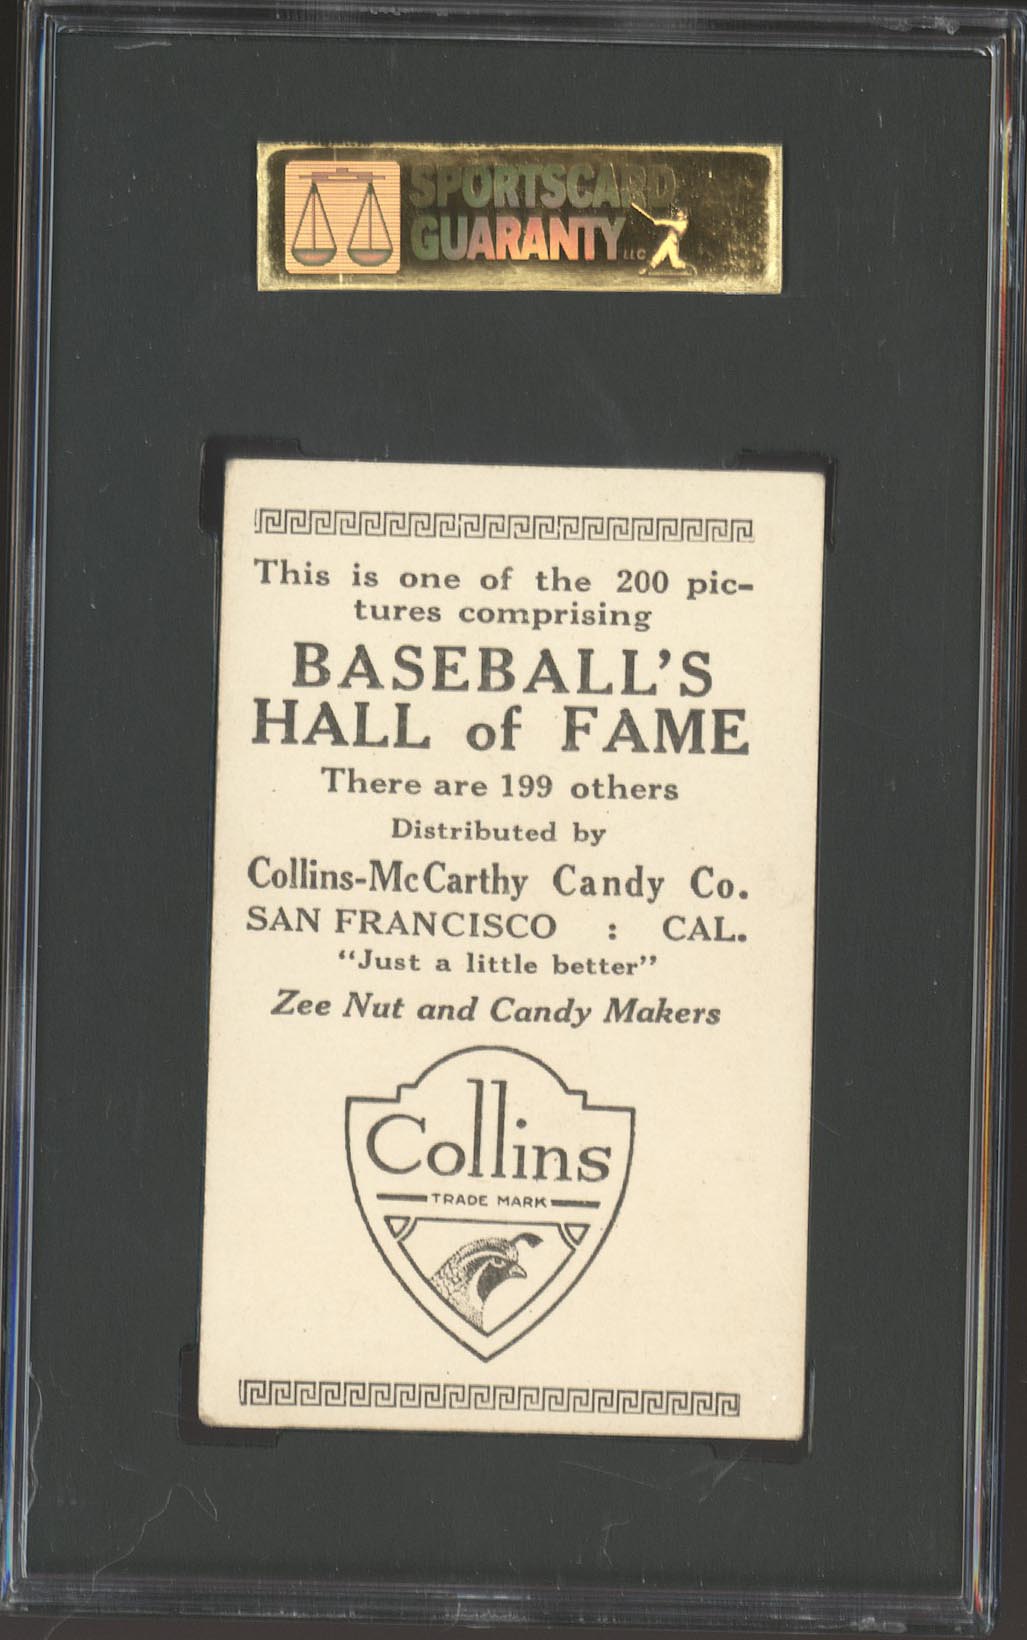 SPORTSCARD
GUARANTY LLC
This is one of the 200 pic-
tures comprising
BASEBALL'S
HALL of FAME
There are 199 others
Distributed by
Collins-McCarthy Candy Co.
SAN FRANCISCO : CAL.
"Just a little better"
Zee Nut and Candy Makers
Collins
TRADE MARK